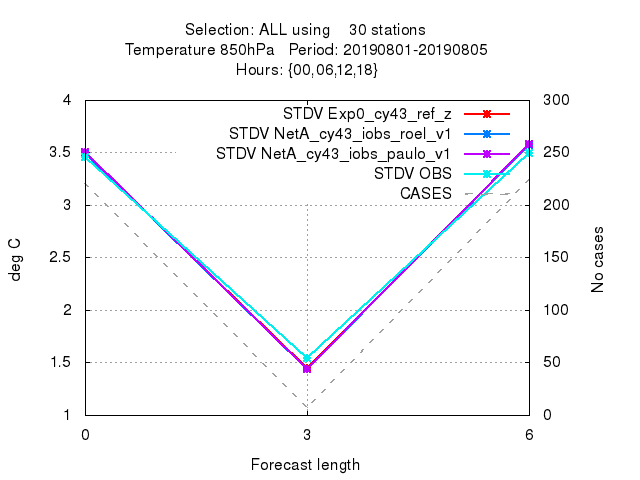 Selection: ALL using 30 stations
Temperature 850hPa Period: 20190801-20190805
Hours: {00,06,12,18}
4 300
STDV Exp0_cy43_ref_z
STDV NetA_cy43_iobs_roel_v1
3.5 STDV NetA_cy43_iobs_paulo_v1 250
STDV OBS
CASES
3 200
2.5 150
deg C
No cases
2 100
1.5 50
1 0
0 3 6
Forecast length